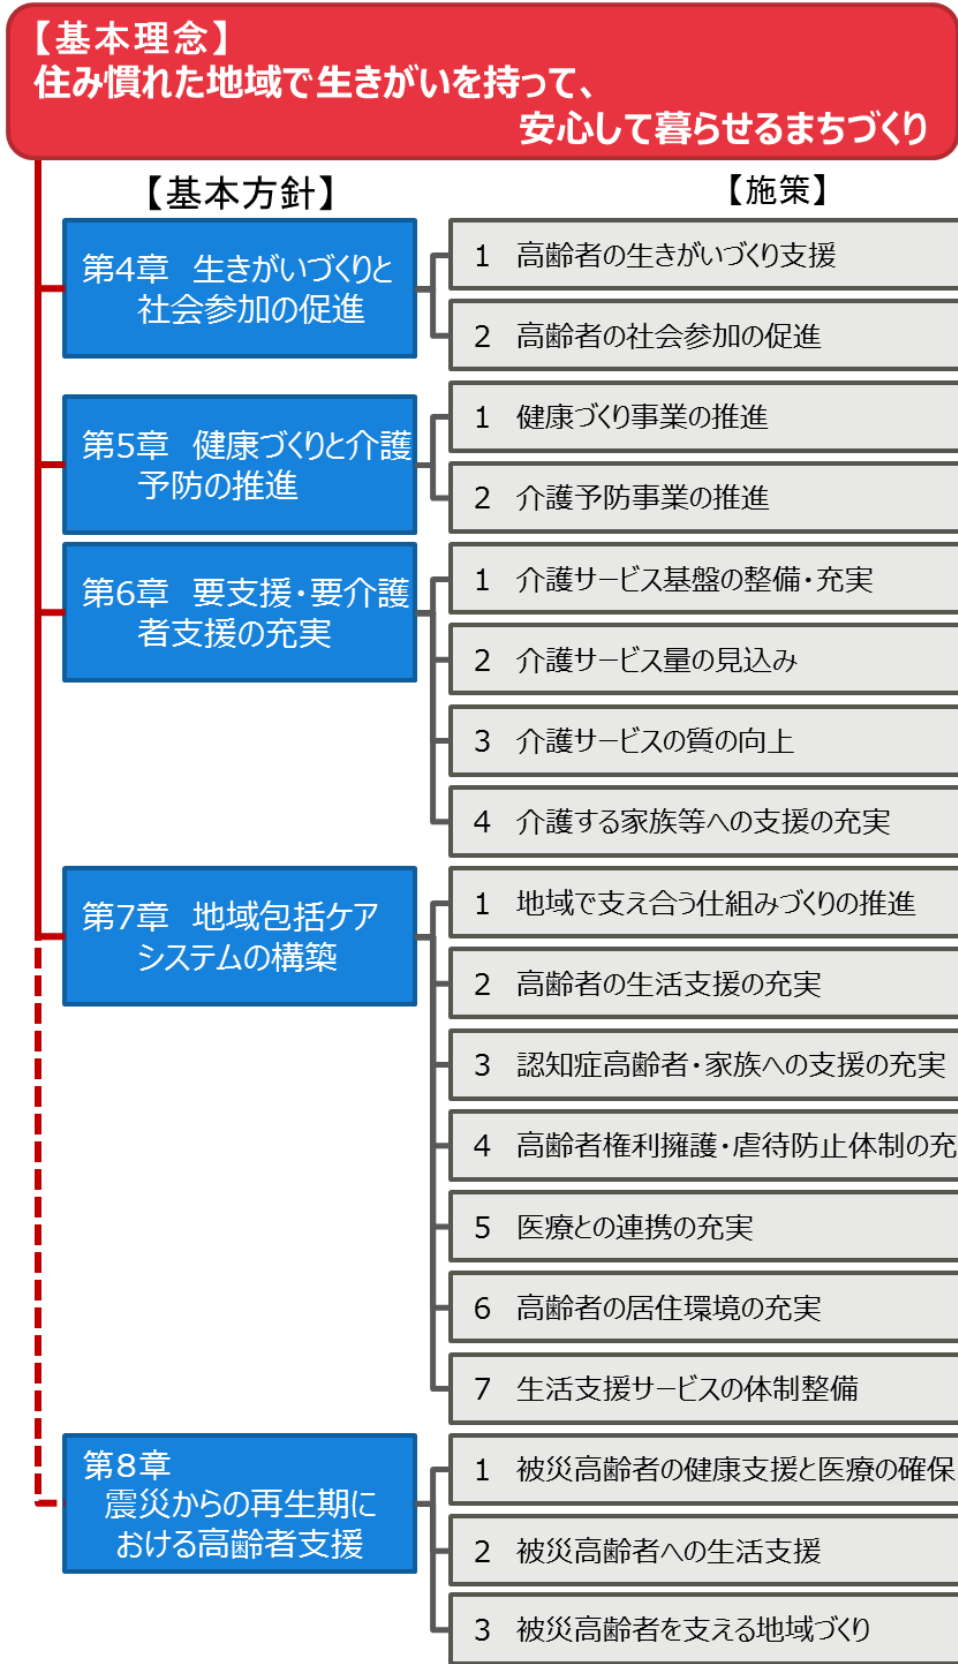 【基本理念】
住み慣れた地域で生きがいを持って、
安心して暮らせるまちづくり
【基本方針】
【施策】
第4章 生きがいづくりと
社会参加の促進
1 高齢者の生きがいづくり支援
2 高齢者の社会参加の促進
第5章 健康づくりと介護
予防の推進
1 健康づくり事業の推進
2 介護予防事業の推進
第6章 要支援・要介護
者支援の充実
1 介護サービス基盤の整備・充実
2 介護サービス量の見込み
3 介護サービスの質の向上
4 介護する家族等への支援の充実
第7章 地域包括ケア
システムの構築
1 地域で支え合う仕組みづくりの推進
2 高齢者の生活支援の充実
3 認知症高齢者・家族への支援の充実
4 高齢者権利擁護・虐待防止体制の充
5 医療との連携の充実
6 高齢者の居住環境の充実
7 生活支援サービスの体制整備
第8章
震災からの再生期に
おける高齢者支援
1 被災高齢者の健康支援と医療の確保
2 被災高齢者への生活支援
3 被災高齢者を支える地域づくり